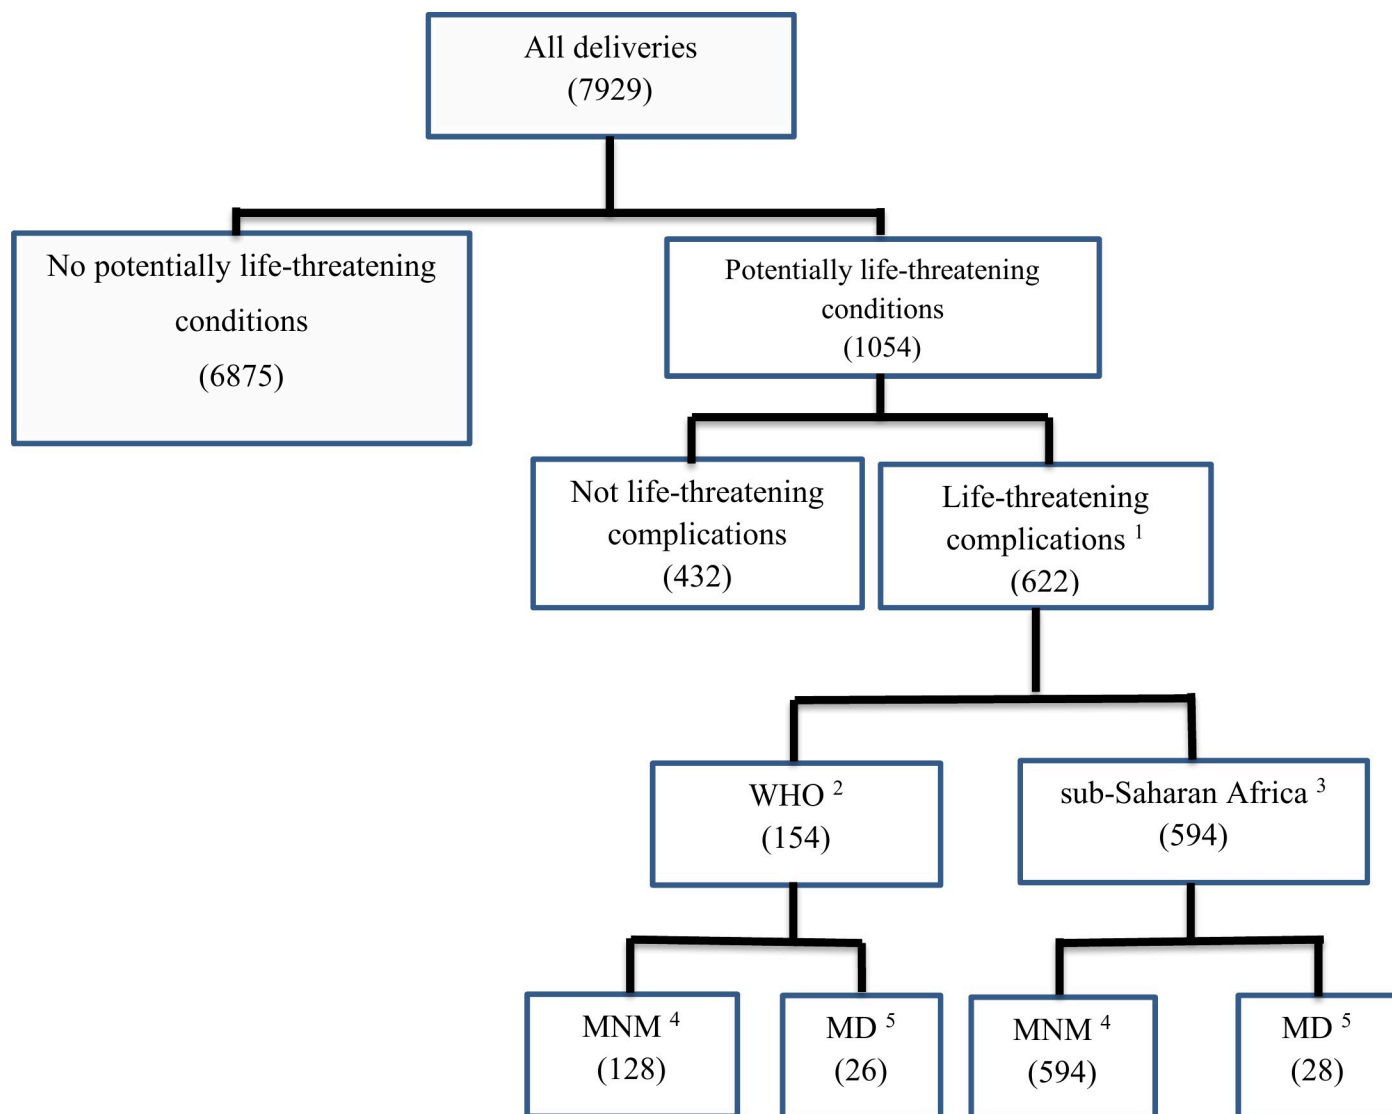 All deliveries
(7929)
No potentially life-threatening
conditions
(6875)
Potentially life-threatening
conditions
(1054)
Not life-threatening
complications
(432)
Life-threatening
complications ¹
(622)
WHO ²
(154)
sub-Saharan Africa ³
(594)
MNM ⁴
(128)
MD ⁵
(26)
MNM ⁴
(594)
MD ⁵
(28)